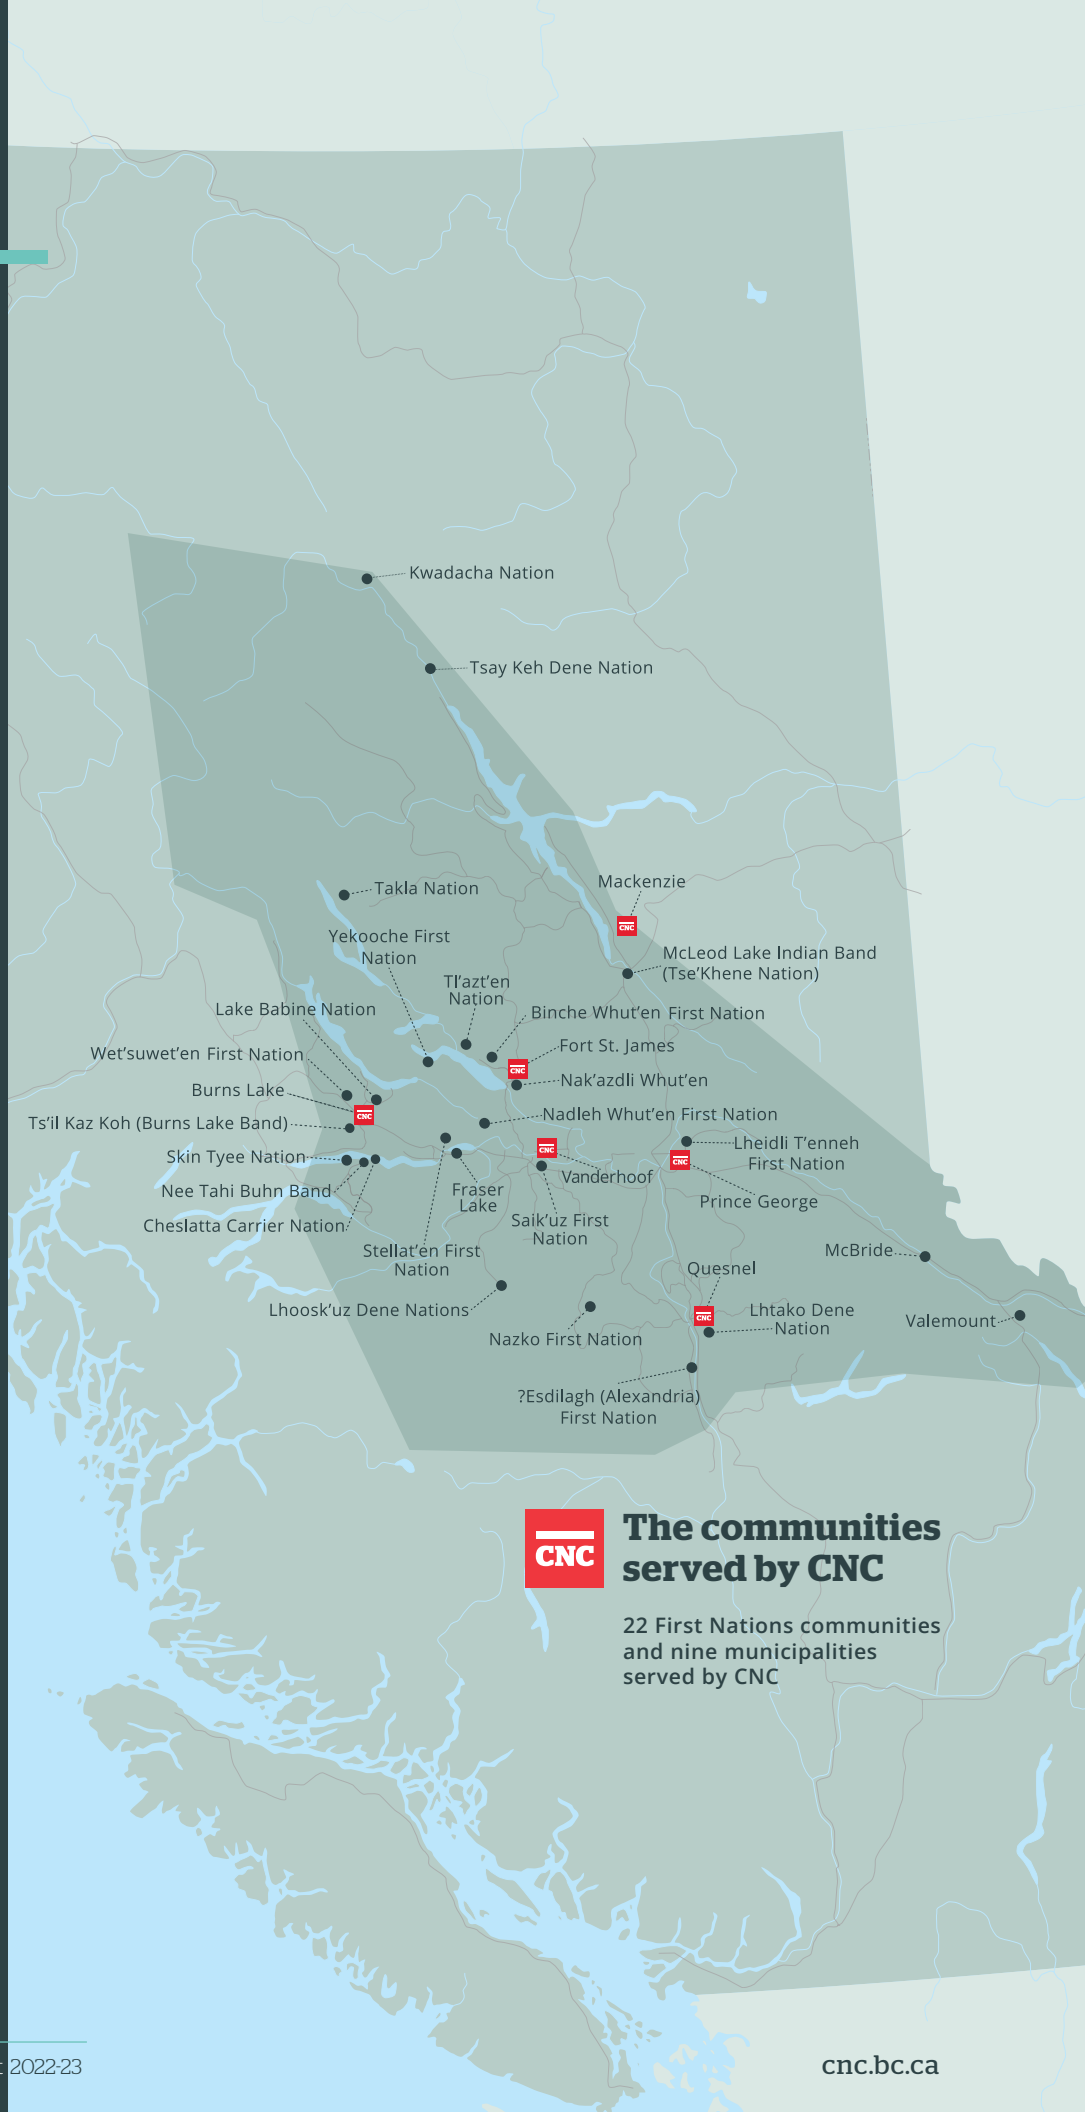 Kwadacha Nation
Tsay Keh Dene Nation
Takla Nation
Mackenzie
CNC
Yekooche First
Nation
McLeod Lake Indian Band
(Tse'Khene Nation)
Tl'azt'en
Nation
Lake Babine Nation
Binche Whut'en First Nation
Fort St. James
CNC
Wet'suwet'en First Nation
Nak'azdli Whut'en
Burns Lake
CNC
Nadleh Whut'en First Nation
Ts'il Kaz Koh (Burns Lake Band)
Lheidli T'enneh
First Nation
CNC
CNC
Skin Tyee Nation
Vanderhoof
Nee Tahi Buhn Band
Fraser
Lake
Prince George
Cheslatta Carrier Nation
Saik'uz First
Nation
Stellat'en First
Nation
McBride
Quesnel
CNC
Lhoosk'uz Dene Nations
Lhtako Dene
Nation
Valemount
Nazko First Nation
?Esdilagh (Alexandria)
First Nation
CNC
The communities
served by CNC
22 First Nations communities
and nine municipalities
served by CNC
2022-23
cnc.bc.ca